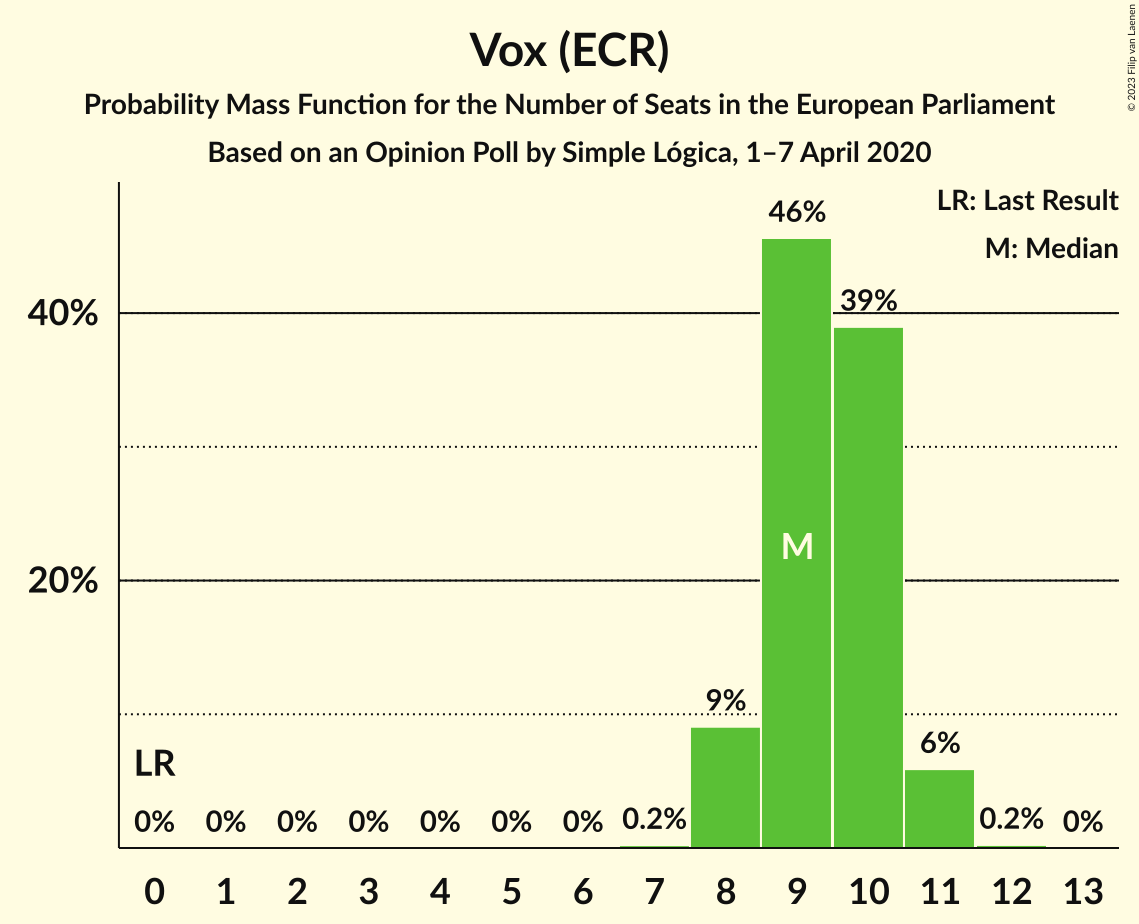 Vox (ECR)
Probability Mass Function for the Number of Seats in the European Parliament
Based on an Opinion Poll by Simple Lógica, 1–7 April 2020
© 2023 Filip van Laenen
LR: Last Result
M: Median
46%
39%
40%
M
20%
9%
6%
LR
0% 0% 0% 0% 0% 0% 0% 0.2% 0.2% 0%
0 1 2 3 4 5 6 7 8 9 10 11 12 13